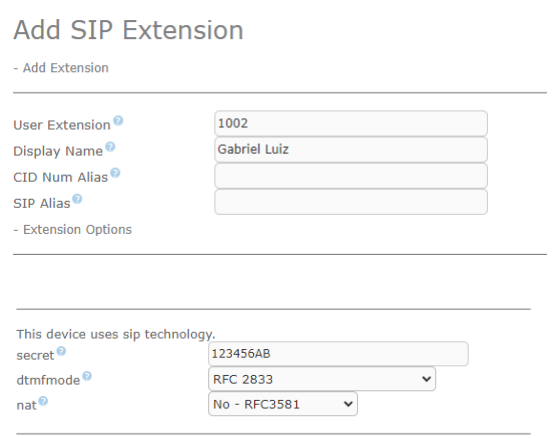 Add SIP Extension
- Add Extension
User Extension ? 1002
Display Name ? Gabriel Luiz
CID Num Alias ?
SIP Alias ?
- Extension Options
This device uses sip technology.
secret ? 123456AB
dtmfmode ? RFC 2833
nat ? No - RFC3581